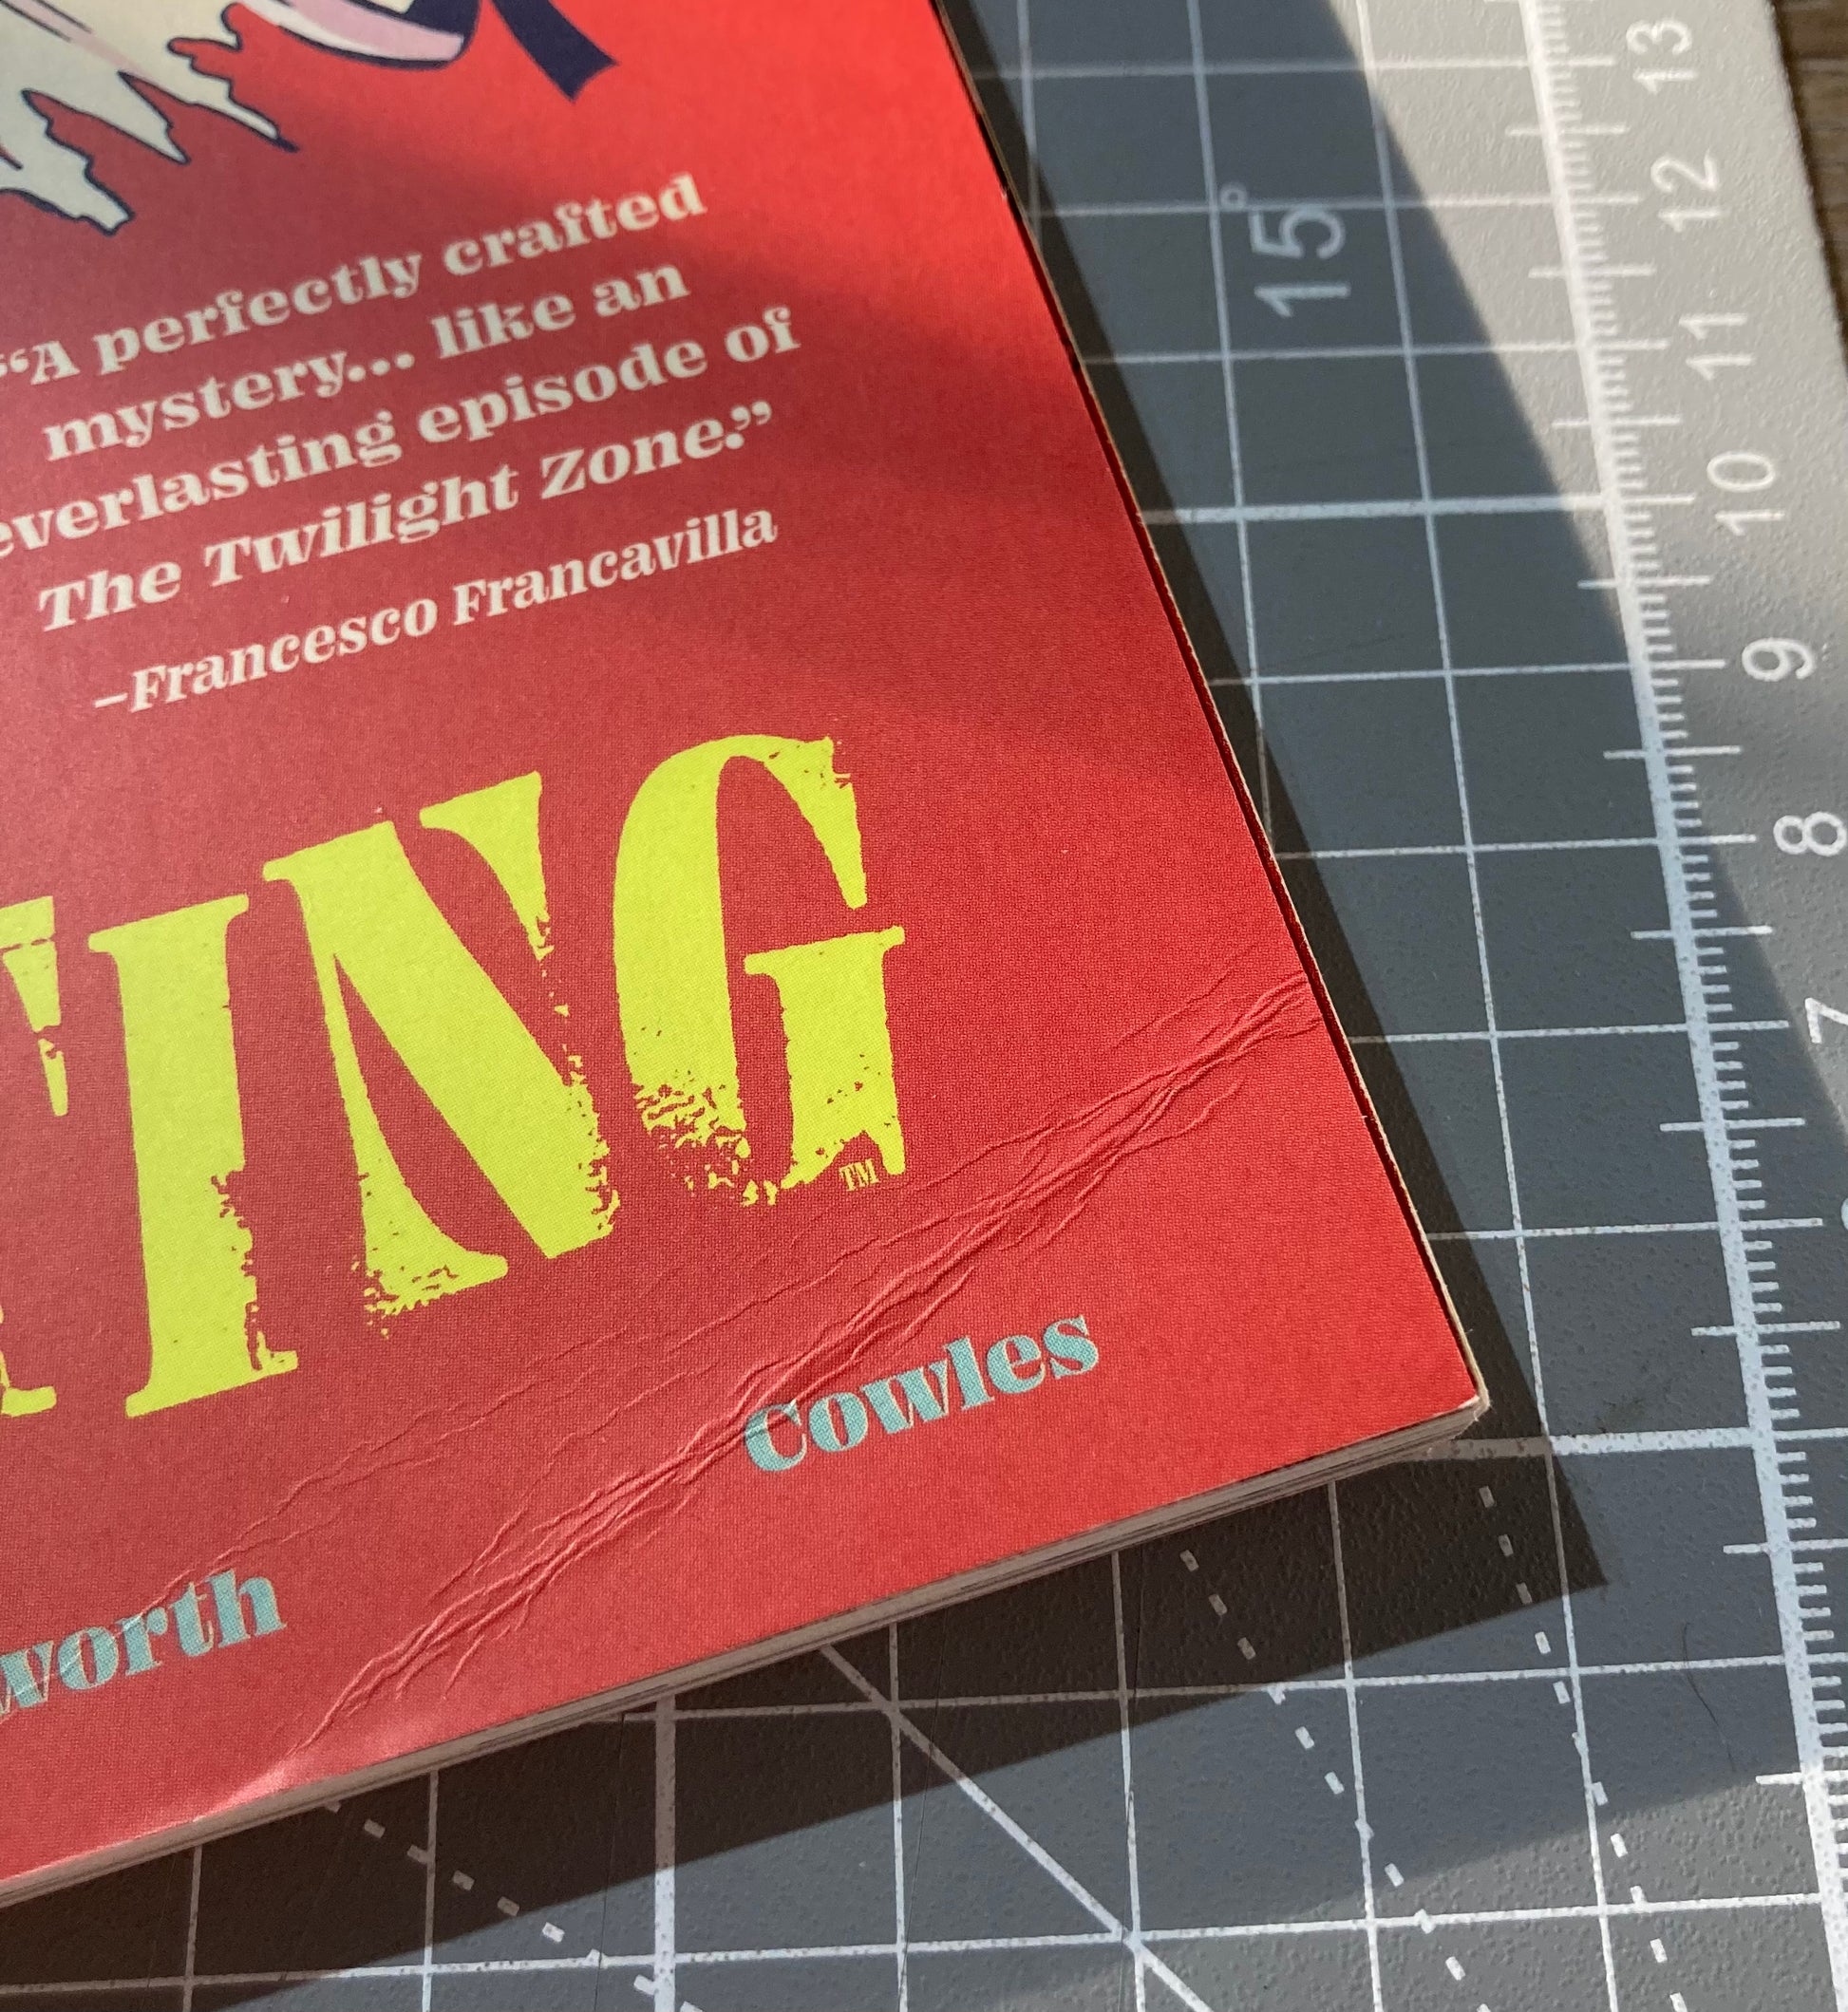 “A perfectly crafted
mystery... like an
everlasting episode of
The Twilight Zone.”
–Francesco Francavilla
ING
TM
Cowles
worth
15°
13
12
11
10
9
8
7